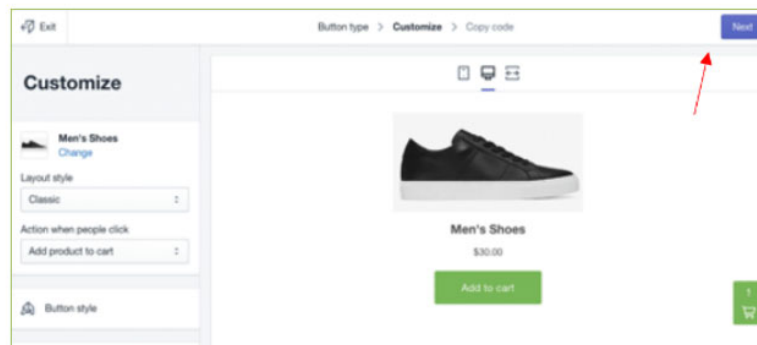 Exit
Button type > Customize > Copy code
Next
Customize
Men's Shoes
Change
Layout style
Classic
Action when people click
Add product to cart
Button style
Men's Shoes
$30.00
Add to cart
1